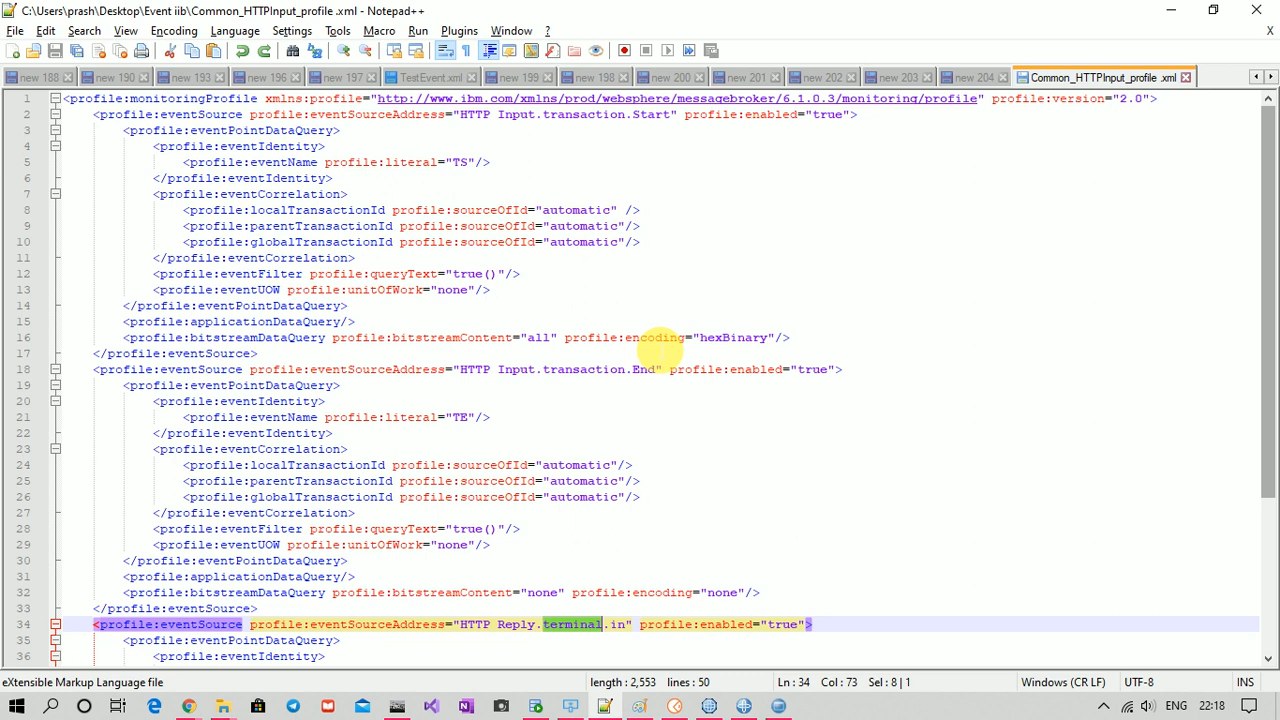 C:\Users\prash\Desktop\Event iib\Common_HTTPInput_profile .xml - Notepad++
File Edit Search View Encoding Language Settings Tools Macro Run Plugins Window ?
X
new 188 new 190 new 193 new 196 new 197 TestEvent.xml new 199 new 198 new 200 new 201 new 202 new 203 new 204 Common_HTTPInput_profile .xml
1 <profile:monitoringProfile xmlns:profile="http://www.ibm.com/xmlns/prod/websphere/messagebroker/6.1.0.3/monitoring/profile" profile:version="2.0">
2 <profile:eventSource profile:eventSourceAddress="HTTP Input.transaction.Start" profile:enabled="true">
3 <profile:eventPointDataQuery>
4 <profile:eventIdentity>
5 <profile:eventName profile:literal="TS"/>
6 </profile:eventIdentity>
7 <profile:eventCorrelation>
8 <profile:localTransactionId profile:sourceOfId="automatic" />
9 <profile:parentTransactionId profile:sourceOfId="automatic"/>
10 <profile:globalTransactionId profile:sourceOfId="automatic"/>
11 </profile:eventCorrelation>
12 <profile:eventFilter profile:queryText="true()"/>
13 <profile:eventUOW profile:unitOfWork="none"/>
14 </profile:eventPointDataQuery>
15 <profile:applicationDataQuery/>
16 <profile:bitstreamDataQuery profile:bitstreamContent="all" profile:encoding="hexBinary"/>
17 </profile:eventSource>
18 <profile:eventSource profile:eventSourceAddress="HTTP Input.transaction.End" profile:enabled="true">
19 <profile:eventPointDataQuery>
20 <profile:eventIdentity>
21 <profile:eventName profile:literal="TE"/>
22 </profile:eventIdentity>
23 <profile:eventCorrelation>
24 <profile:localTransactionId profile:sourceOfId="automatic"/>
25 <profile:parentTransactionId profile:sourceOfId="automatic"/>
26 <profile:globalTransactionId profile:sourceOfId="automatic"/>
27 </profile:eventCorrelation>
28 <profile:eventFilter profile:queryText="true()"/>
29 <profile:eventUOW profile:unitOfWork="none"/>
30 </profile:eventPointDataQuery>
31 <profile:applicationDataQuery/>
32 <profile:bitstreamDataQuery profile:bitstreamContent="none" profile:encoding="none"/>
33 </profile:eventSource>
34 <profile:eventSource profile:eventSourceAddress="HTTP Reply.terminal.in" profile:enabled="true">
35 <profile:eventPointDataQuery>
36 <profile:eventIdentity>
eXtensible Markup Language file length : 2,553 lines : 50 Ln : 34 Col : 73 Sel : 8 | 1 Windows (CR LF) UTF-8 INS
ENG 22:18